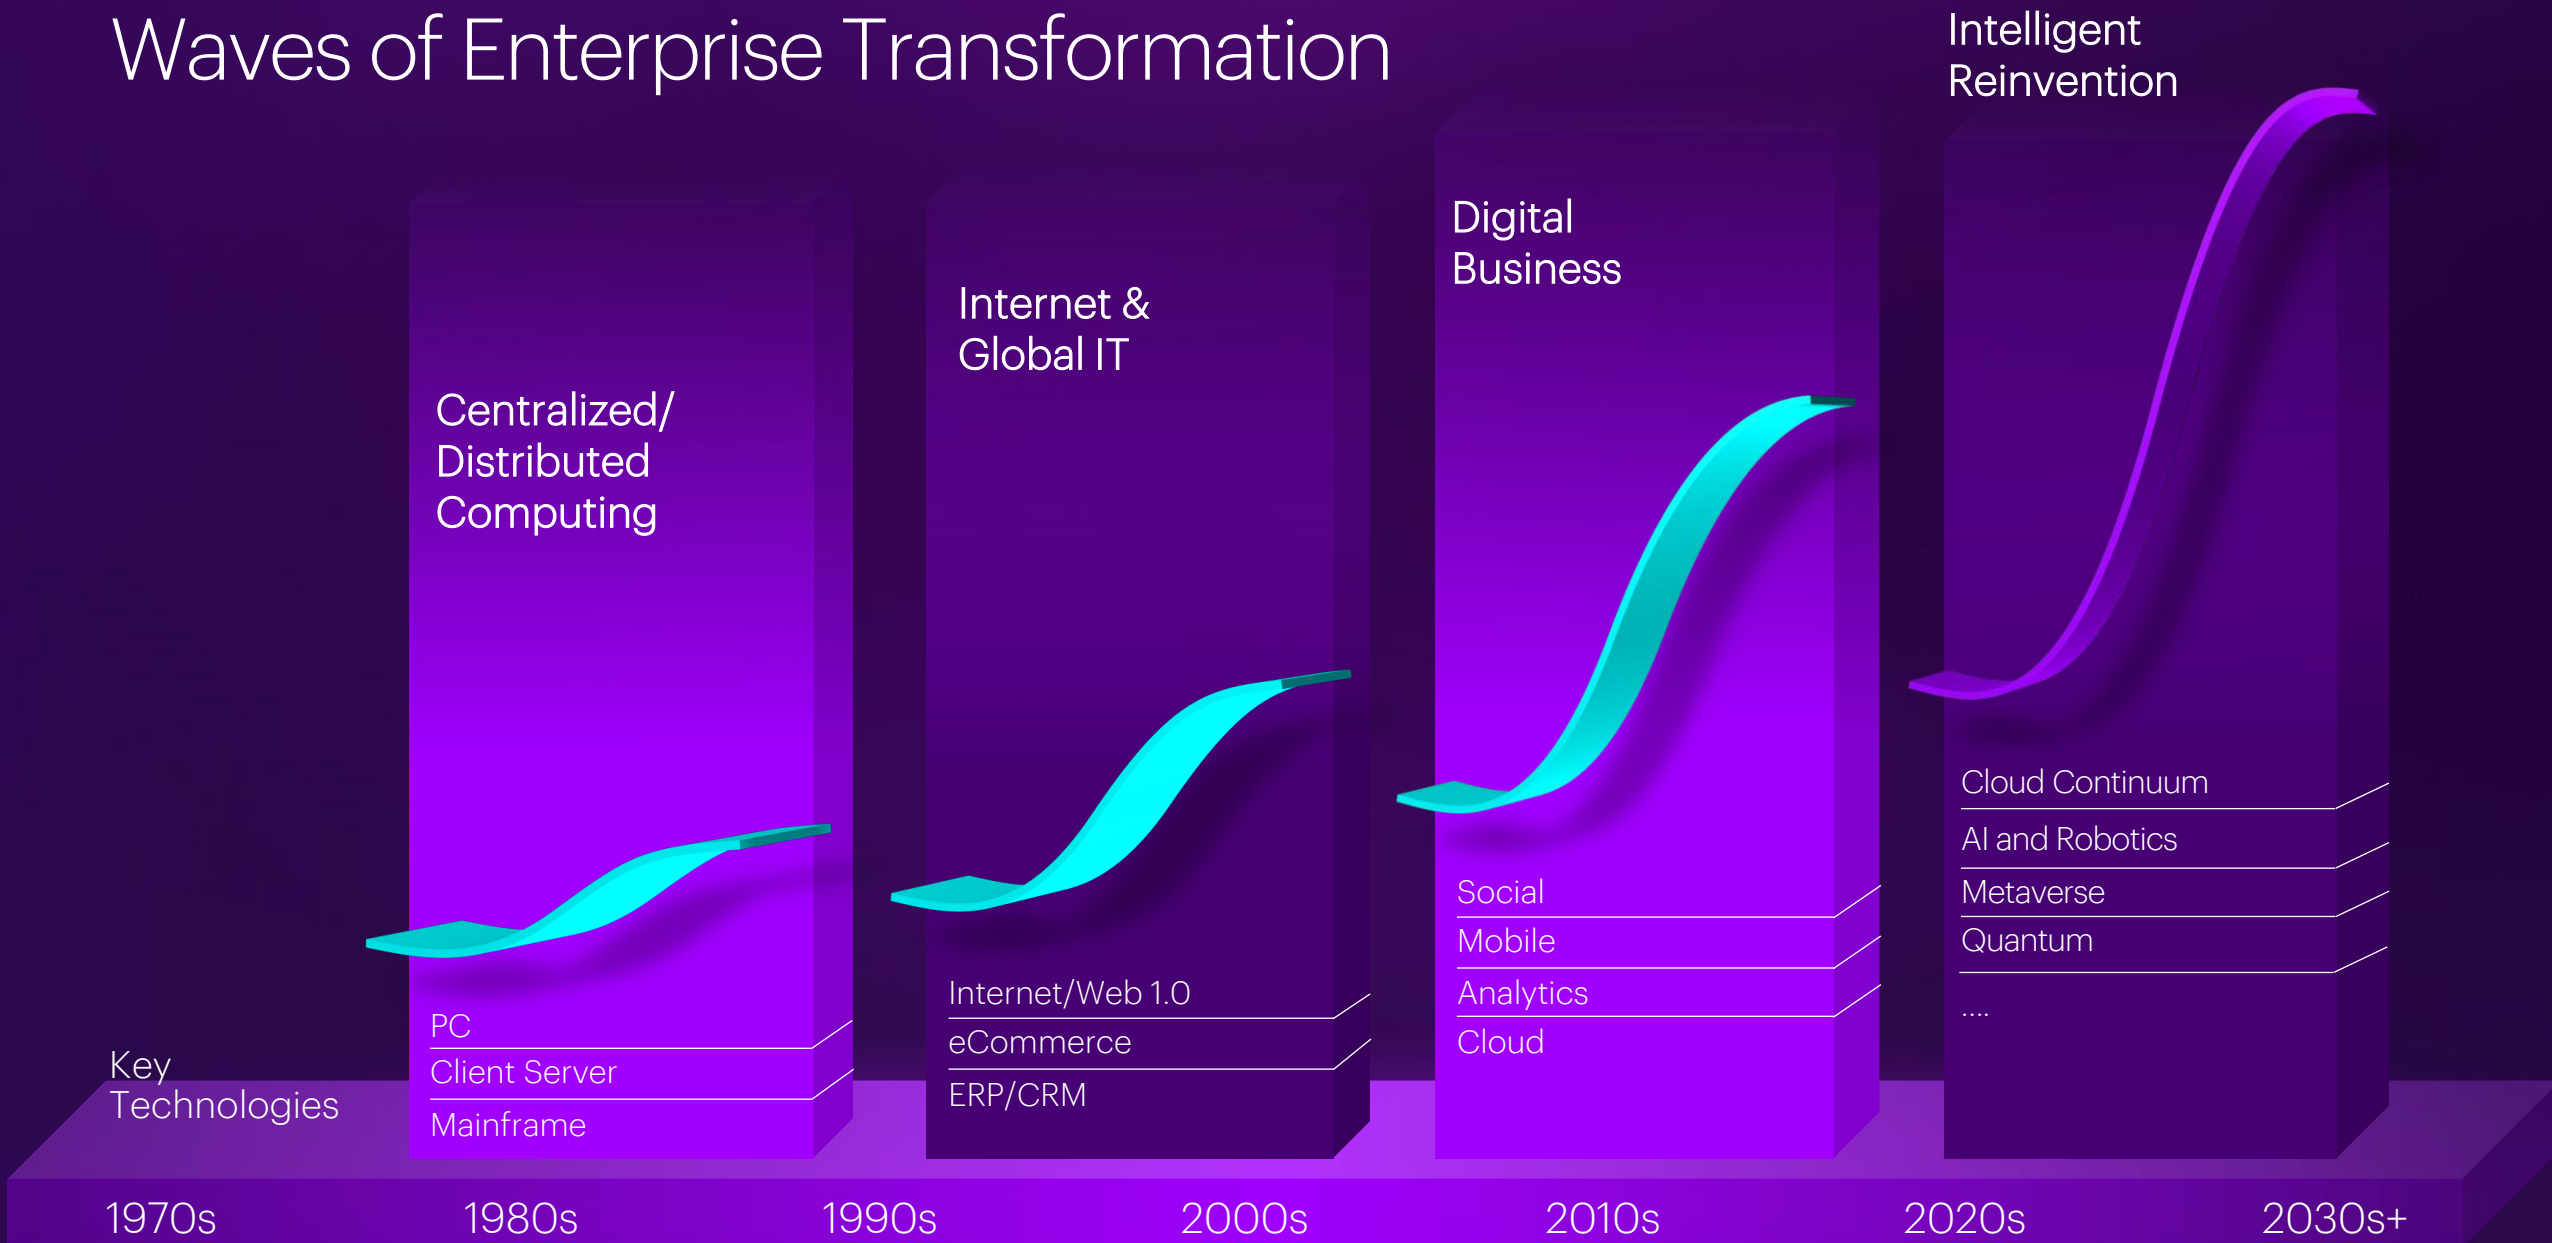 Waves of Enterprise Transformation
Centralized/
Distributed
Computing
PC
Client Server
Mainframe
Internet &
Global IT
Internet/Web 1.0
eCommerce
ERP/CRM
Digital
Business
Social
Mobile
Analytics
Cloud
Intelligent
Reinvention
Cloud Continuum
AI and Robotics
Metaverse
Quantum
....
Key
Technologies
1970s 1980s 1990s 2000s 2010s 2020s 2030s+